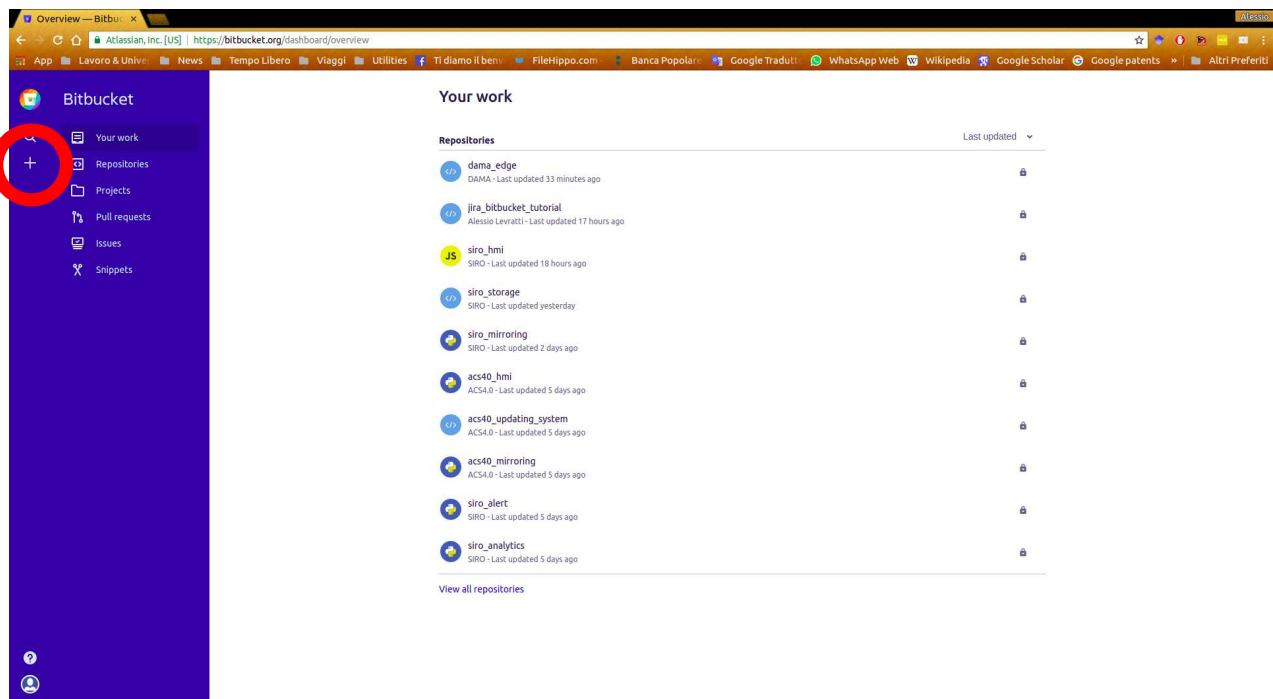 Overview — Bitbuc
Alessio
Atlassian, Inc. [US] https://bitbucket.org/dashboard/overview
App Lavoro & Univer News Tempo Libero Viaggi Utilities Ti diamo il benv FileHippo.com Banca Popolare Google Tradutt WhatsApp Web Wikipedia Google Scholar Google patents » Altri Preferiti
Bitbucket
Your work
Repositories
Projects
Pull requests
Issues
Snippets
Your work
Repositories
Last updated
dama_edge
DAMA - Last updated 33 minutes ago
jira_bitbucket_tutorial
Alessio Levratti - Last updated 17 hours ago
JS
siro_hmi
SIRO - Last updated 18 hours ago
siro_storage
SIRO - Last updated yesterday
siro_mirroring
SIRO - Last updated 2 days ago
acs40_hmi
ACS4.0 - Last updated 5 days ago
acs40_updating_system
ACS4.0 - Last updated 5 days ago
acs40_mirroring
ACS4.0 - Last updated 5 days ago
siro_alert
SIRO - Last updated 5 days ago
siro_analytics
SIRO - Last updated 5 days ago
View all repositories